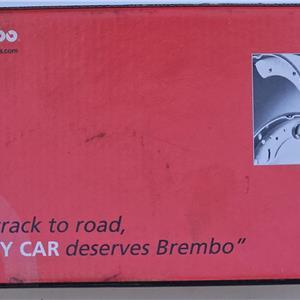 bo
s.com
rack to road,
Y CAR deserves Brembo”